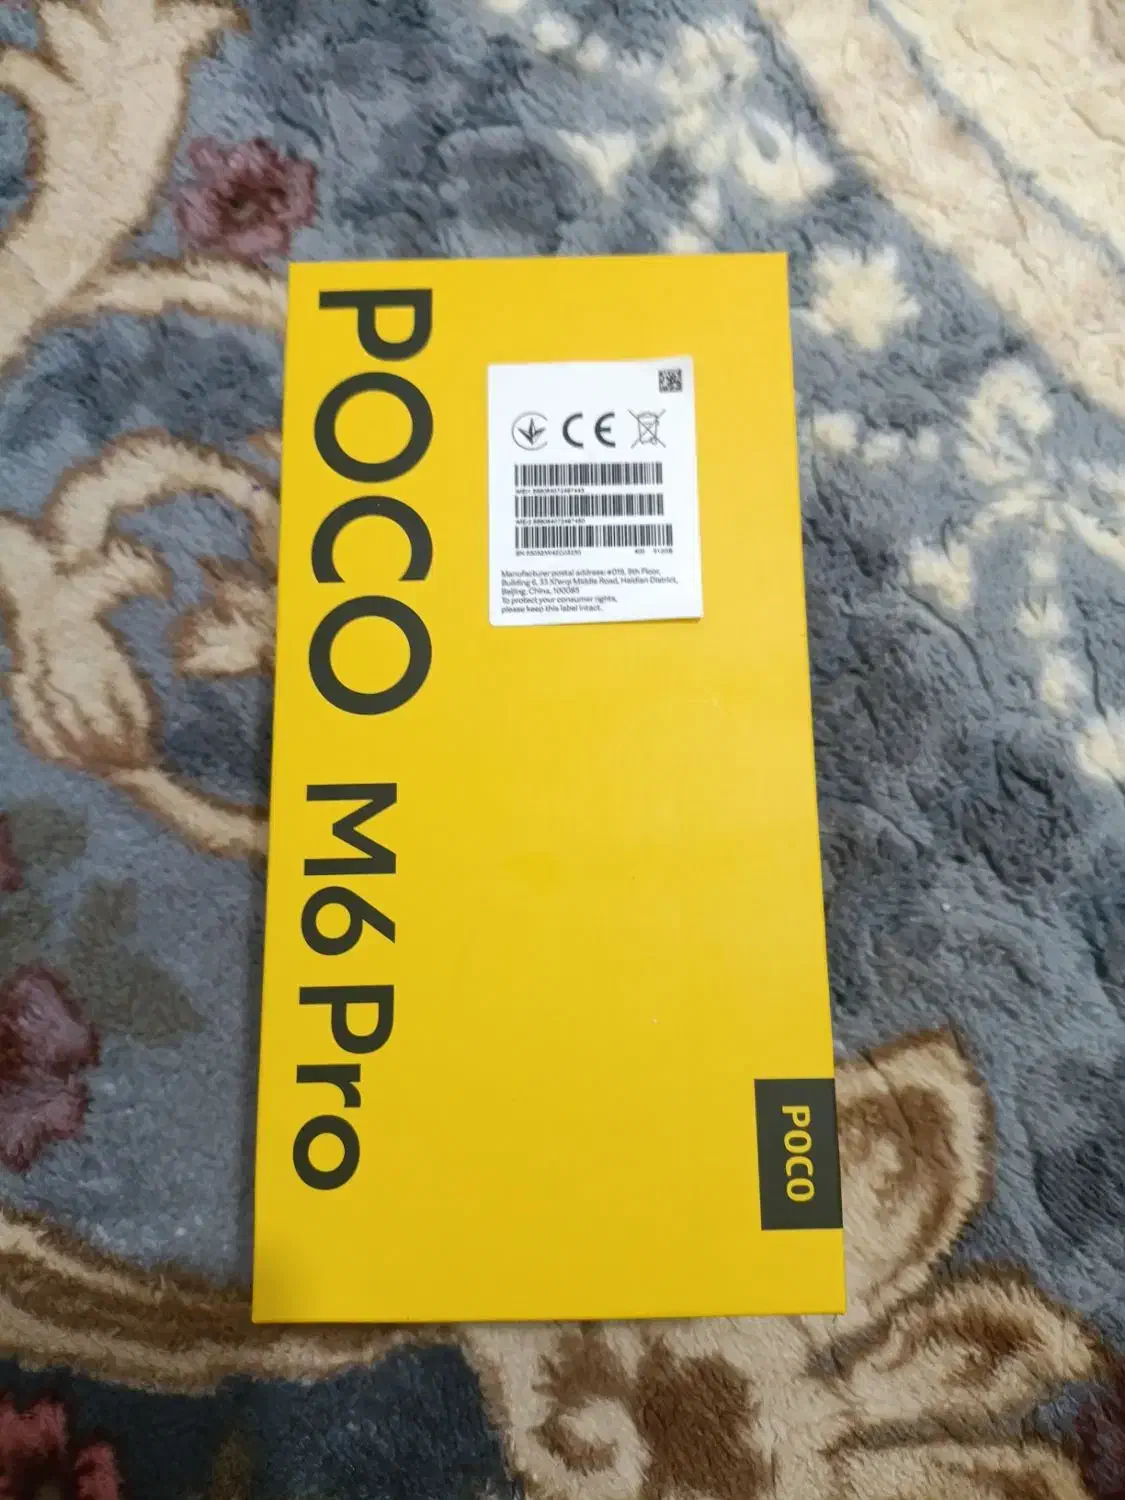 POCO M6 Pro
CE
Manufacturer postal address: #019, 9th Floor,
Building 6, 33 Xi'erqi Middle Road, Haidian District,
Beijing, China, 100085
To protect your consumer rights,
please keep this label intact.
POCO